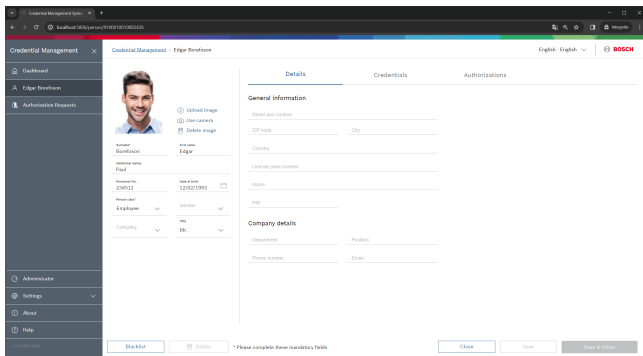 Credential Management System
localhost:5806/person/9100010010802428
Inkognito
Credential Management
Credential Management - Edgar Borefoson
English - English
BOSCH
Dashboard
Edgar Borefoson
Authorization Requests
Administrator
Settings
About
Help
Upload image
Use camera
Delete image
Surname*
Borefoson
First name
Edgar
Additional names
Paul
Personnel No.
234512
Date of birth
12/02/1993
Person class*
Employee
Gender
Company
Title
Mr.
Details
Credentials
Authorizations
General information
Street and number
ZIP code
City
Country
License plate number
Notes
PIN
Company details
Department
Position
Phone number
Email
Blacklist
Delete
* Please complete these mandatory fields
Close
Save
Save & Close